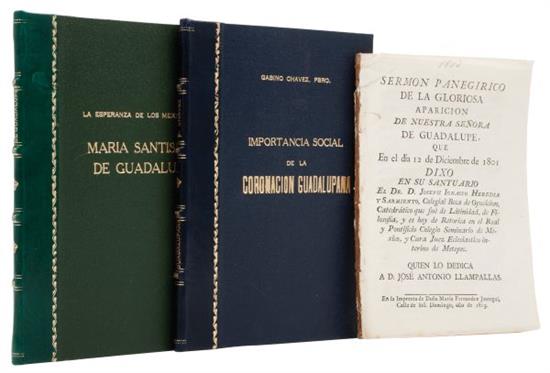 LA ESPERANZA DE LOS MEX
MARIA SANTIS
DE GUADALU
GABINO CHAVEZ, PBRO.
IMPORTANCIA SOCIAL
DE LA
CORONACION GUADALUPANA
SERMON PANEGIRICO
DE LA GLORIOSA
APARICION
DE NUESTRA SEÑORA
DE GUADALUPE,
QUE
En el dia 12 de Diciembre de 1801
DIXO
EN SU SANTUARIO
EL DR. D. JOSEPH IGNACIO HEREDIA
Y SARMIENTO, Colegial Beca de Oposicion,
Catedrático que fué de Latinidad, de Fi-
losofia, y es hoy de Retorica en el Real
y Pontificio Colegio Seminario de Mé-
xico, y Cura Juez Eclesiastico in-
terino de Metepec.
QUIEN LO DEDICA
A D. JOSÉ ANTONIO LLAMPALLAS.
En la Imprenta de Doña María Fernandez Jauregui,
Calle de Sto. Domingo, año de 1803.